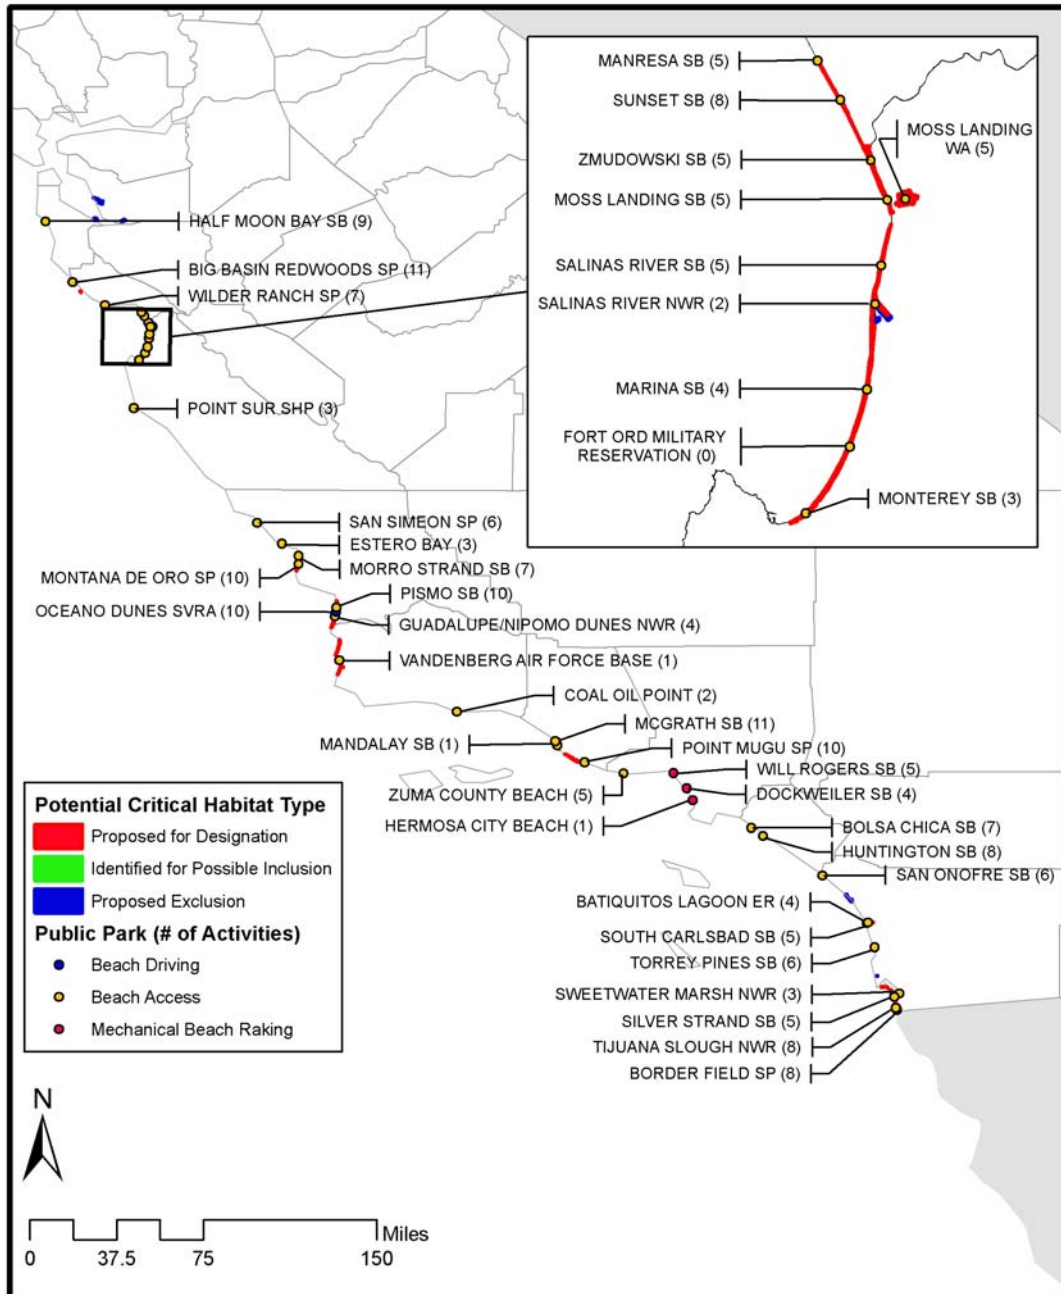 MANRESA SB (5)
SUNSET SB (8)
MOSS LANDING
WA (5)
ZMUDOWSKI SB (5)
MOSS LANDING SB (5)
SALINAS RIVER SB (5)
SALINAS RIVER NWR (2)
MARINA SB (4)
FORT ORD MILITARY
RESERVATION (0)
MONTEREY SB (3)
HALF MOON BAY SB (9)
BIG BASIN REDWOODS SP (11)
WILDER RANCH SP (7)
POINT SUR SHP (3)
SAN SIMEON SP (6)
ESTERO BAY (3)
MORRO STRAND SB (7)
MONTANA DE ORO SP (10)
PISMO SB (10)
OCEANO DUNES SVRA (10)
GUADALUPE/NIPOMO DUNES NWR (4)
VANDENBERG AIR FORCE BASE (1)
COAL OIL POINT (2)
MCGRATH SB (11)
MANDALAY SB (1)
POINT MUGU SP (10)
WILL ROGERS SB (5)
ZUMA COUNTY BEACH (5)
DOCKWEILER SB (4)
HERMOSA CITY BEACH (1)
BOLSA CHICA SB (7)
HUNTINGTON SB (8)
SAN ONOFRE SB (6)
BATIQUITOS LAGOON ER (4)
SOUTH CARLSBAD SB (5)
TORREY PINES SB (6)
SWEETWATER MARSH NWR (3)
SILVER STRAND SB (5)
TIJUANA SLOUGH NWR (8)
BORDER FIELD SP (8)
Potential Critical Habitat Type
Proposed for Designation
Identified for Possible Inclusion
Proposed Exclusion
Public Park (# of Activities)
Beach Driving
Beach Access
Mechanical Beach Raking
N
Miles
0 37.5 75 150